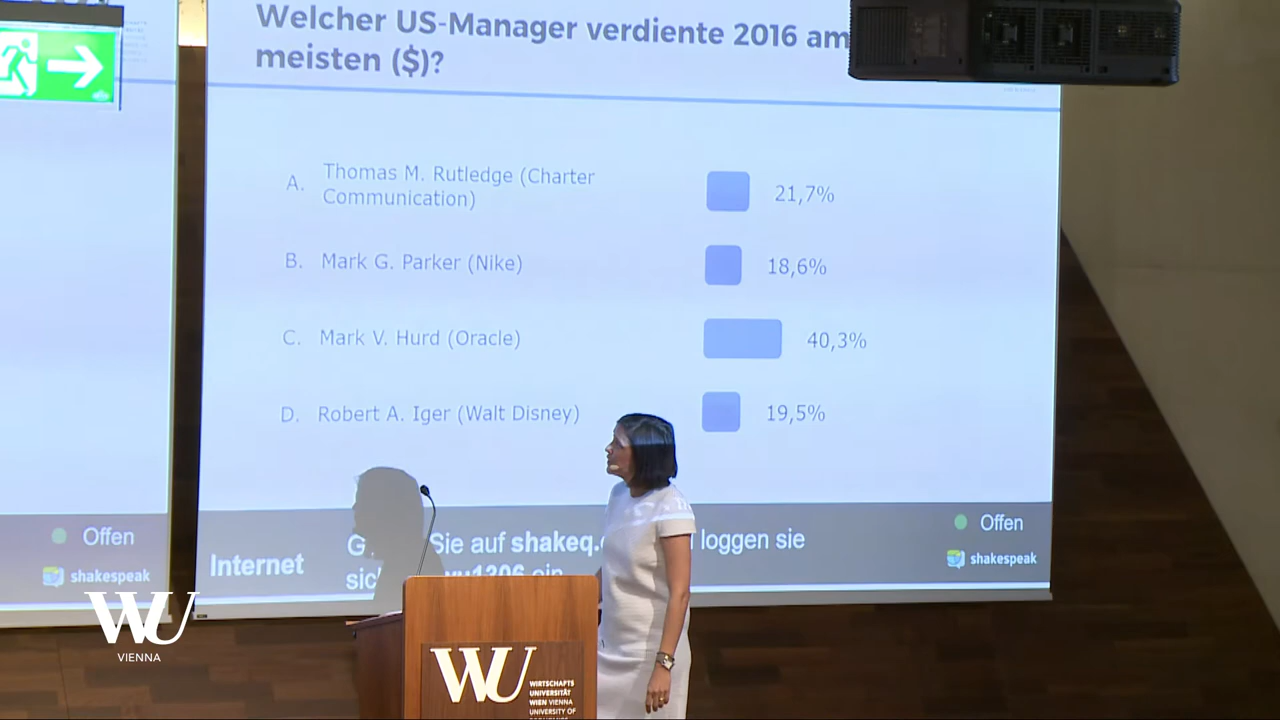 Welcher US-Manager verdiente 2016 am
meisten ($)?
A. Thomas M. Rutledge (Charter
Communication)
21,7%
B. Mark G. Parker (Nike)
18,6%
C. Mark V. Hurd (Oracle)
40,3%
D. Robert A. Iger (Walt Disney)
19,5%
Offen
shakespeak
Internet
Sie auf shakeq. loggen sie
ein
Offen
shakespeak
WU
VIENNA
WU
WIRTSCHAFTS
UNIVERSITÄT
WIEN VIENNA
UNIVERSITY OF